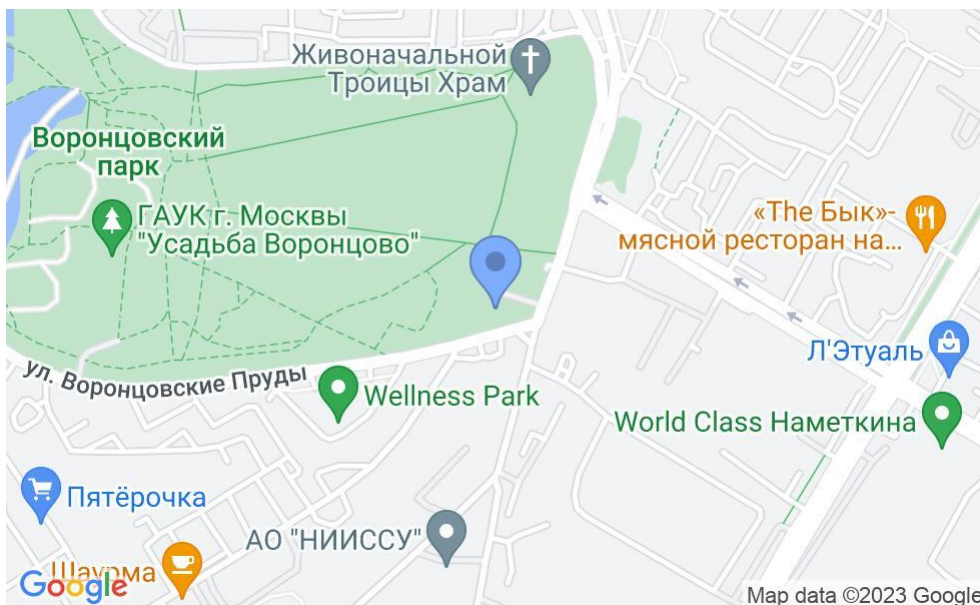 Живоначальной
Троицы Храм
Воронцовский
парк
ГАУК г. Москвы
"Усадьба Воронцово"
«The Бык»-
мясной ресторан на...
Л'Этуаль
ул. Воронцовские Пруды
Wellness Park
World Class Наметкина
Пятёрочка
АО "НИИССУ"
Шаурма
Google
Map data ©2023 Google